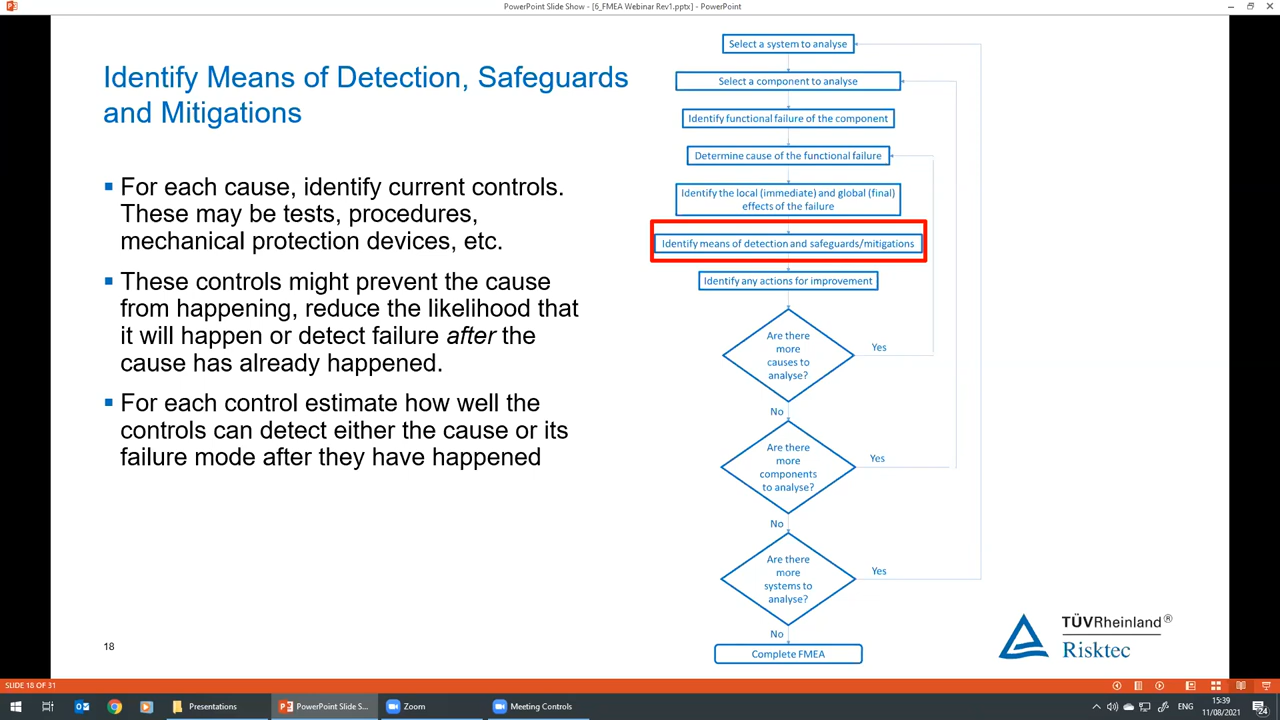 PowerPoint Slide Show - [6_FMEA Webinar Rev1.pptx] - PowerPoint
Identify Means of Detection, Safeguards
and Mitigations
▪ For each cause, identify current controls.
These may be tests, procedures,
mechanical protection devices, etc.
▪ These controls might prevent the cause
from happening, reduce the likelihood that
it will happen or detect failure after the
cause has already happened.
▪ For each control estimate how well the
controls can detect either the cause or its
failure mode after they have happened
18
Select a system to analyse
Select a component to analyse
Identify functional failure of the component
Determine cause of the functional failure
Identify the local (immediate) and global (final)
effects of the failure
Identify means of detection and safeguards/mitigations
Identify any actions for improvement
Are there
more
causes to
analyse?
Yes
No
Are there
more
components
to analyse?
Yes
No
Are there
more
systems to
analyse?
Yes
No
Complete FMEA
TÜVRheinland®
Risktec
SLIDE 18 OF 31
Presentations
PowerPoint Slide S...
Zoom
Meeting Controls
ENG
15:39
11/08/2021
24